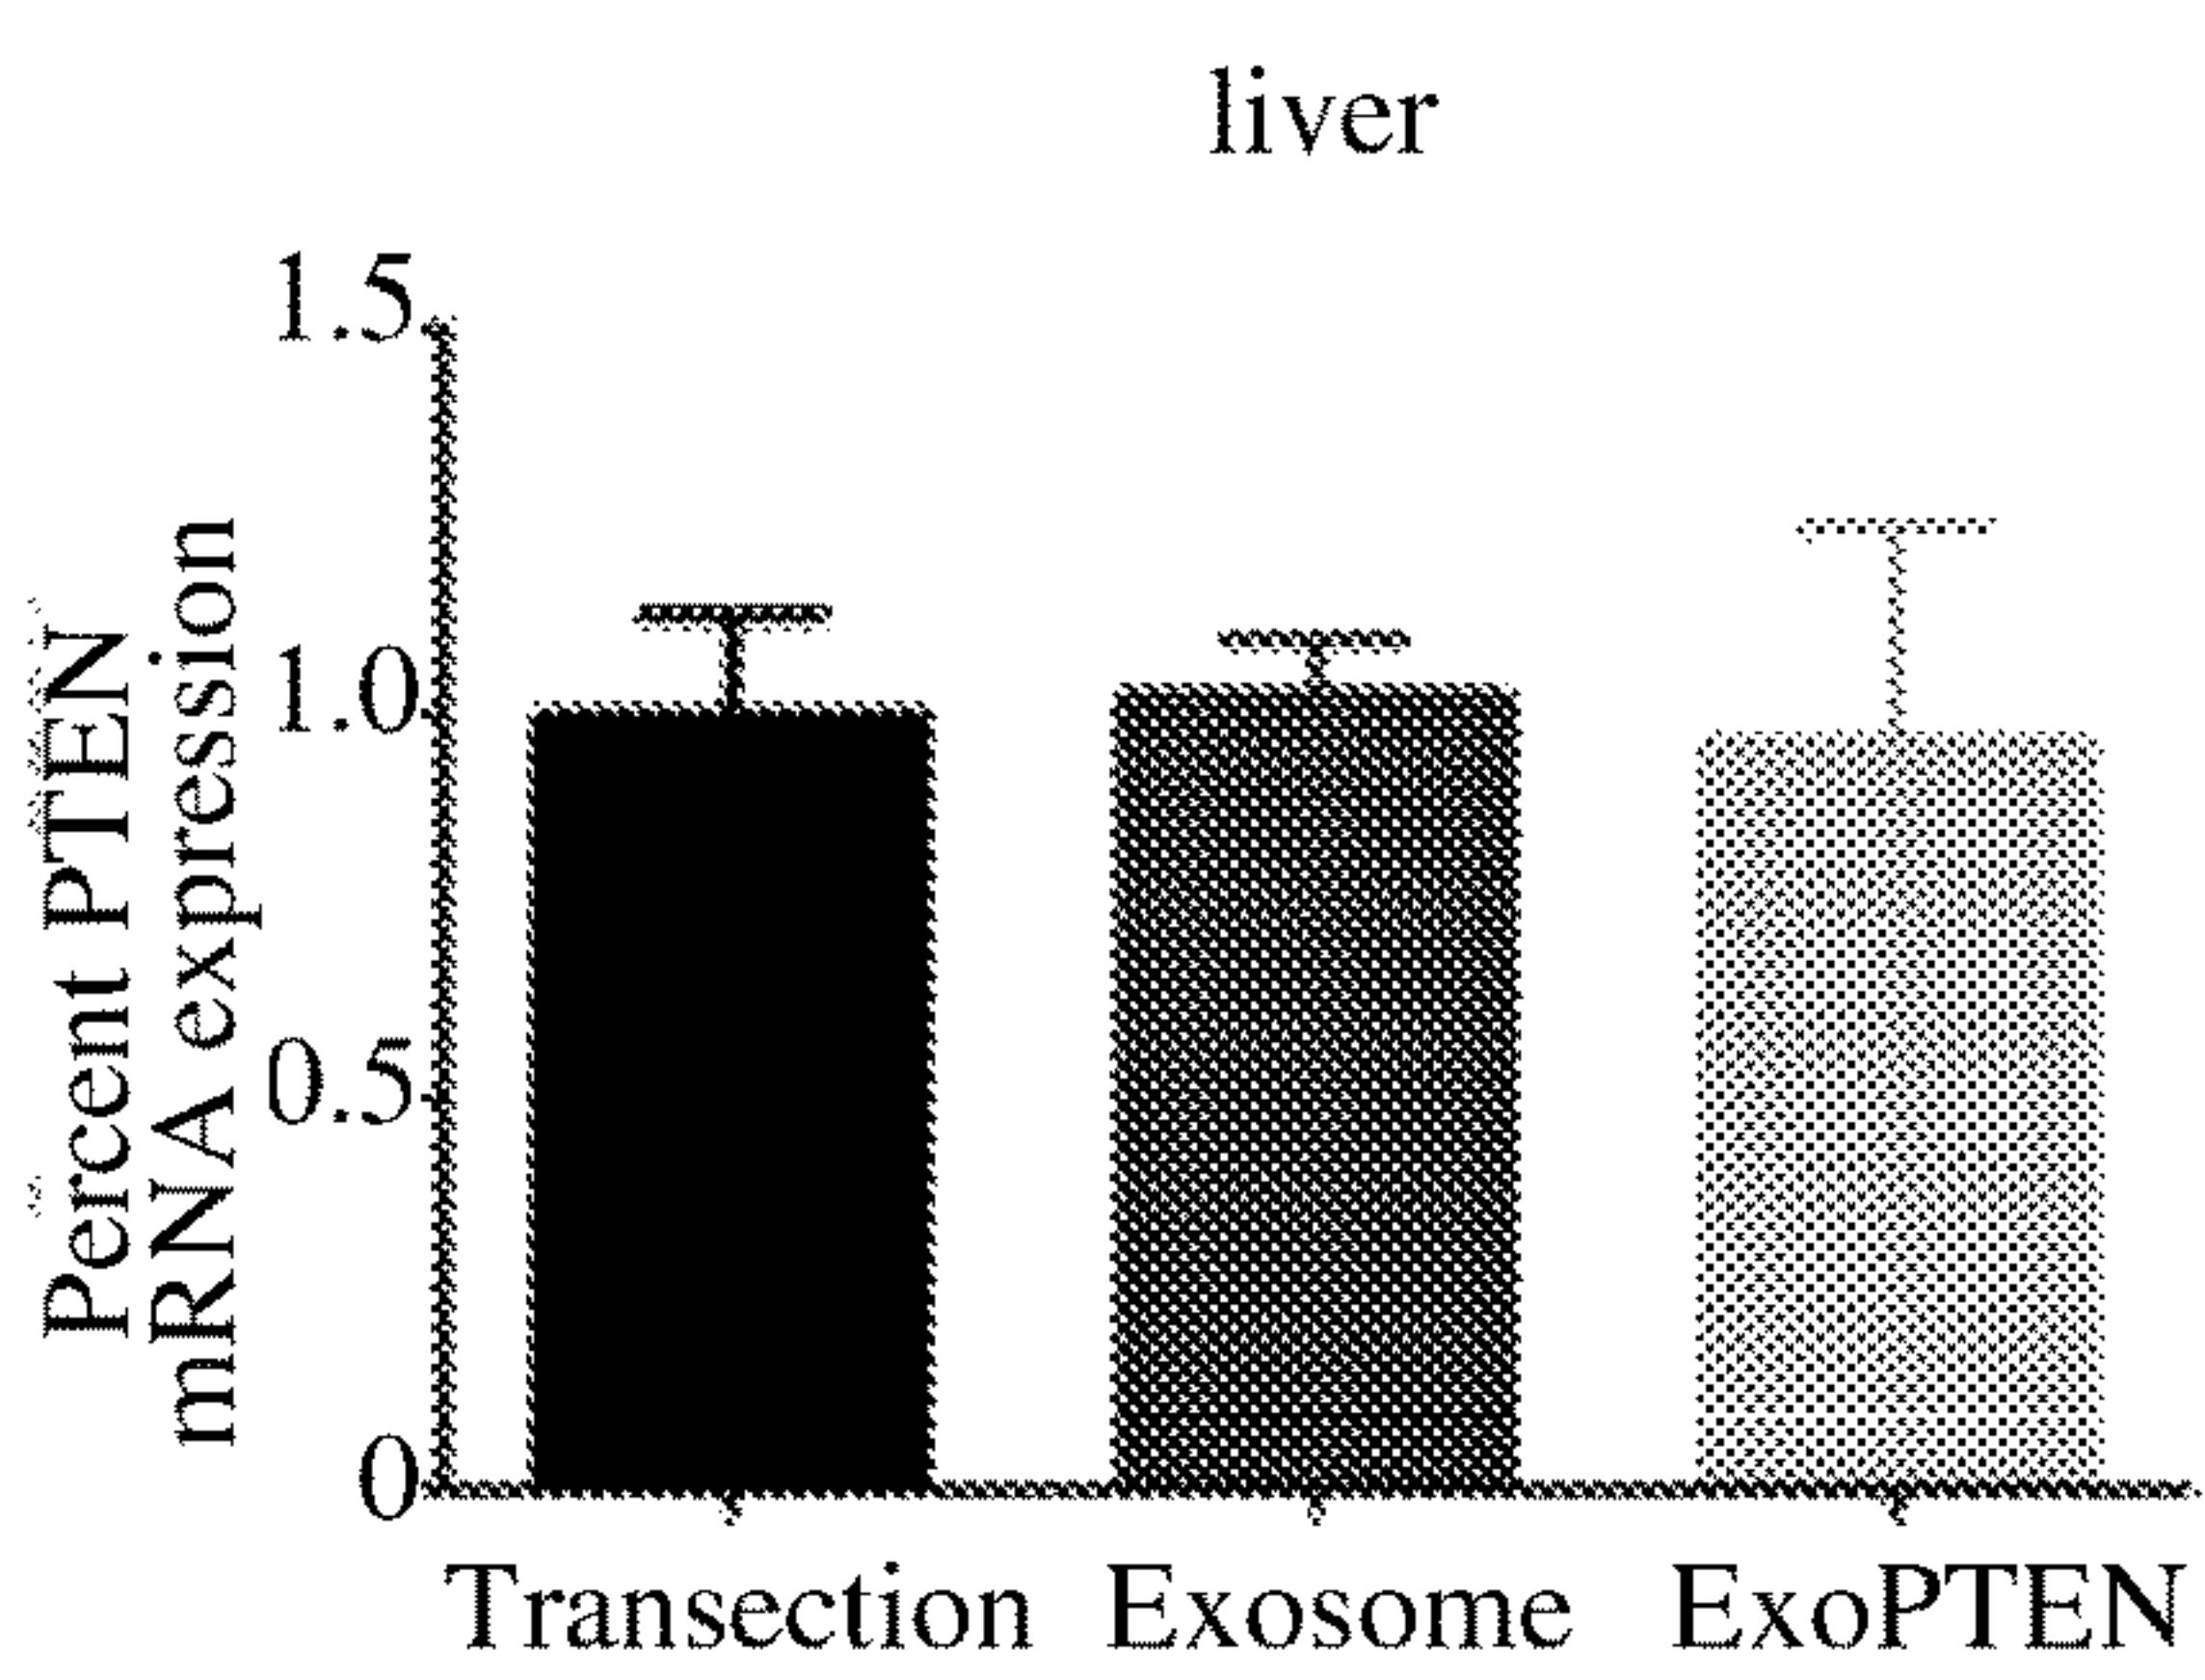 liver
Percent PTEN
mRNA expression
1.5
1.0
0.5
0
Transection Exosome ExoPTEN